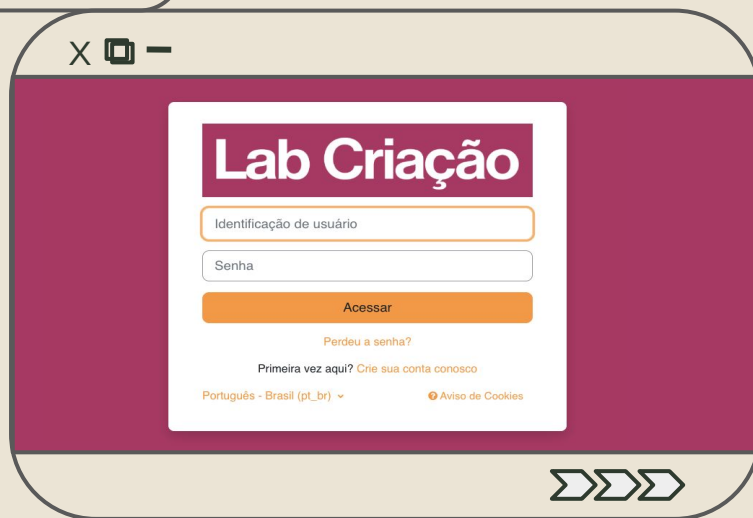 Lab Criação
Identificação de usuário
Senha
Acessar
Perdeu a senha?
Primeira vez aqui? Crie sua conta conosco
Português - Brasil (pt_br)
Aviso de Cookies